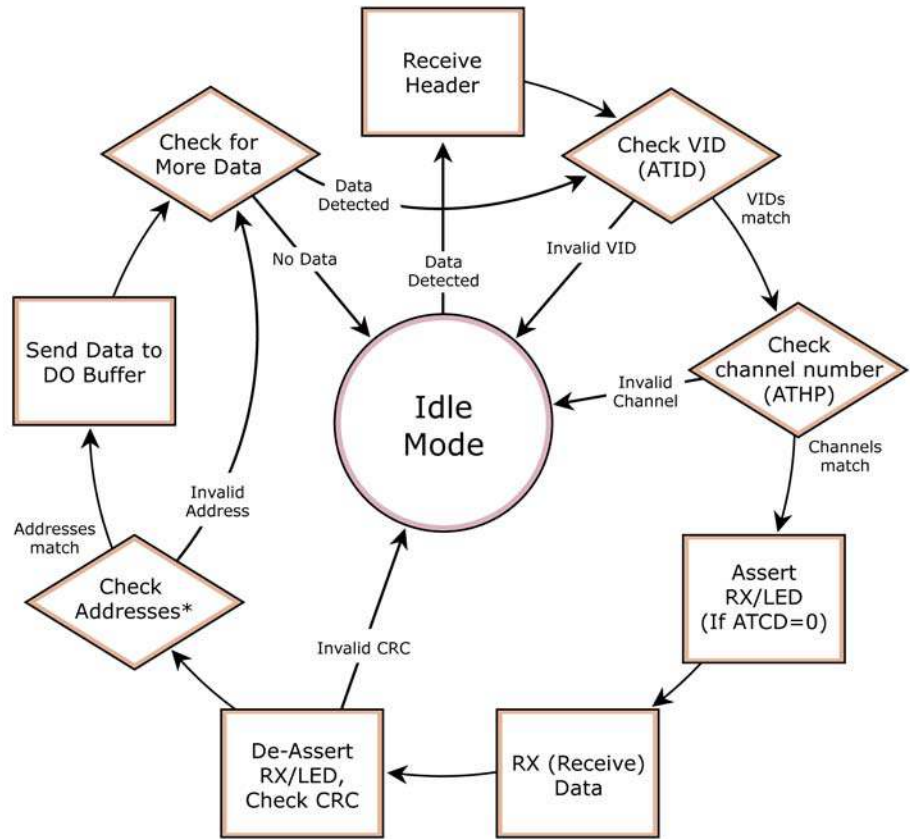 Receive
Header
Check for
More Data
Check VID
(ATID)
Data
Detected
VIDs
match
No Data
Invalid VID
Data
Detected
Send Data to
DO Buffer
Check
channel number
(ATHP)
Invalid
Channel
Idle
Mode
Channels
match
Invalid
Address
Addresses
match
Check
Addresses*
Assert
RX/LED
(If ATCD=0)
Invalid CRC
De-Assert
RX/LED,
Check CRC
RX (Receive)
Data